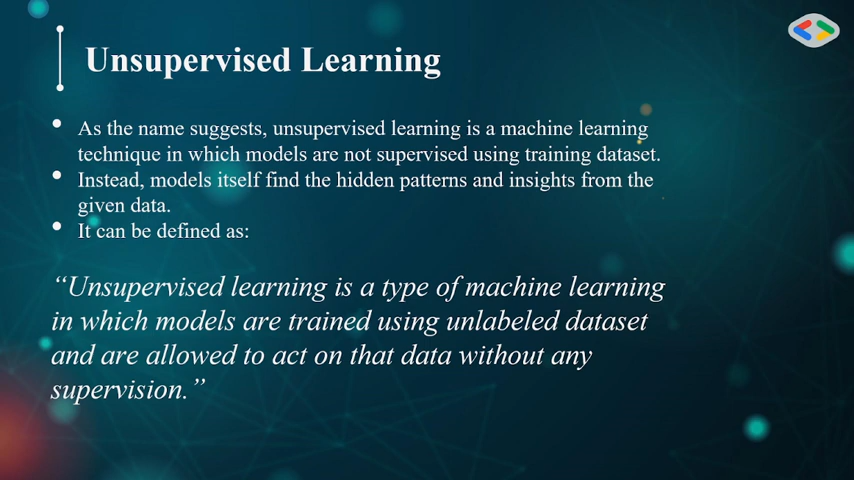 Unsupervised Learning
• As the name suggests, unsupervised learning is a machine learning
technique in which models are not supervised using training dataset.
• Instead, models itself find the hidden patterns and insights from the
given data.
• It can be defined as:
“Unsupervised learning is a type of machine learning
in which models are trained using unlabeled dataset
and are allowed to act on that data without any
supervision.”